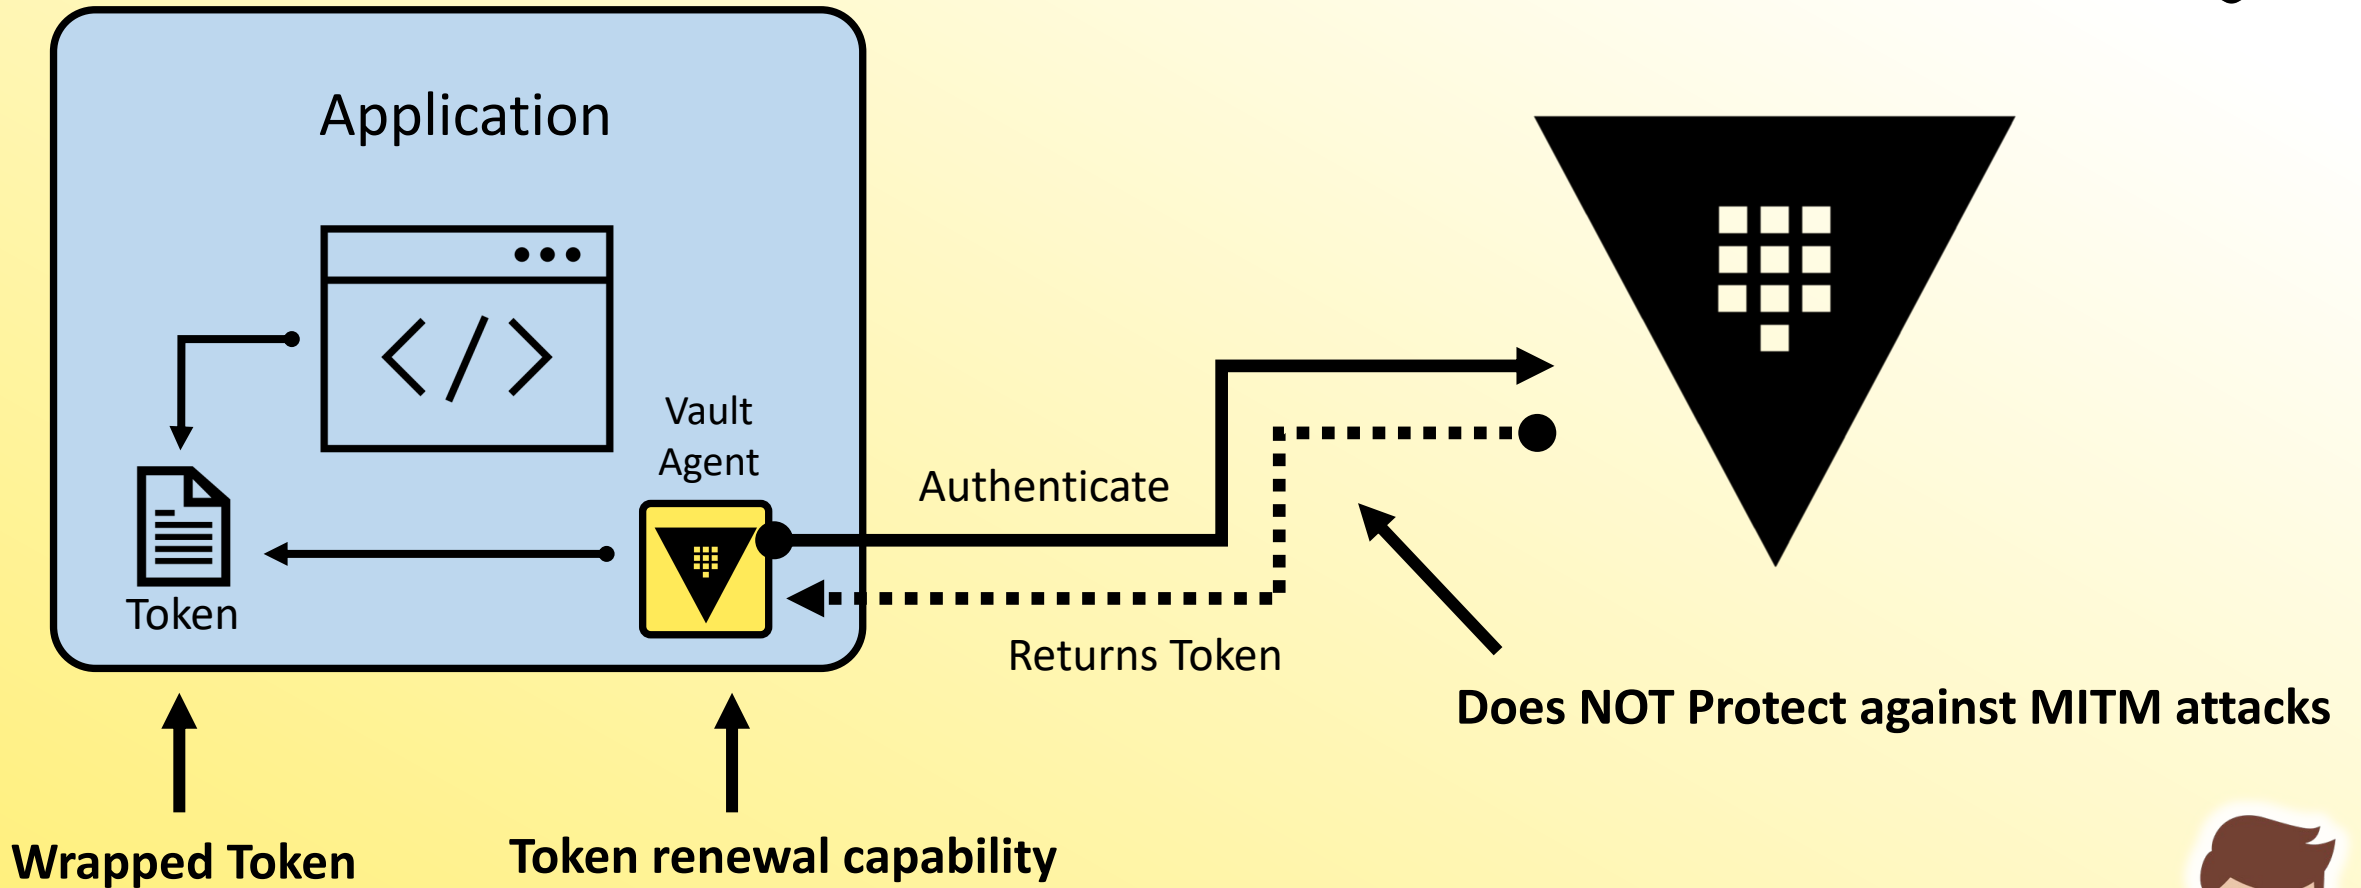 Application
Vault
Agent
Authenticate
Token
Returns Token
Does NOT Protect against MITM attacks
Wrapped Token
Token renewal capability